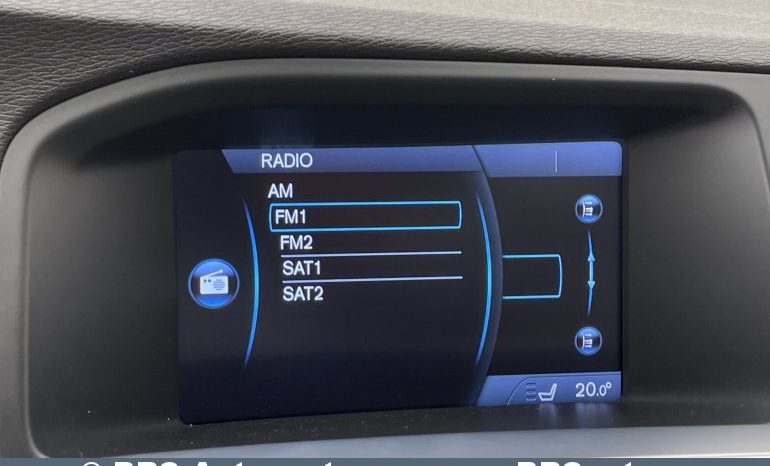 RADIO
AM
FM1
FM2
SAT1
SAT2
20.0°